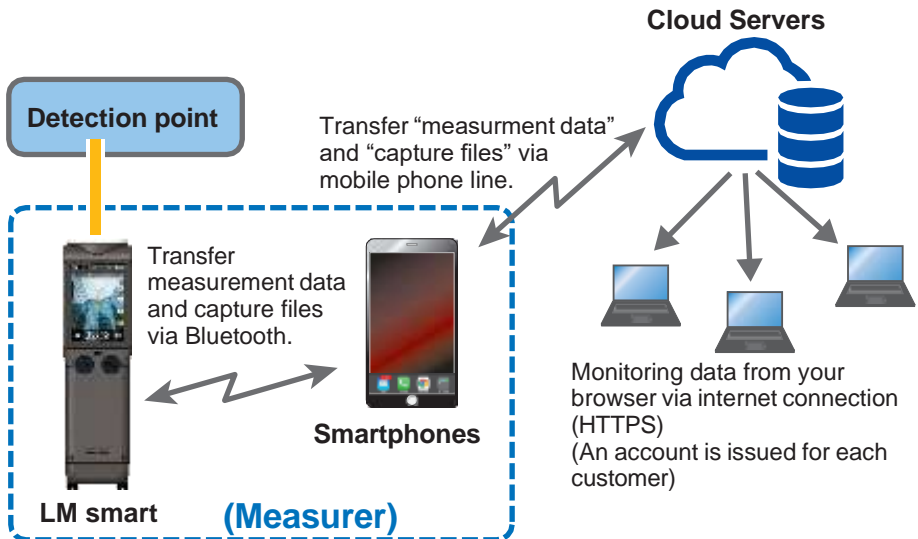 Cloud Servers
Detection point
Transfer “measurment data”
and “capture files” via
mobile phone line.
Transfer
measurement data
and capture files
via Bluetooth.
Smartphones
LM smart
(Measurer)
Monitoring data from your
browser via internet connection
(HTTPS)
(An account is issued for each
customer)